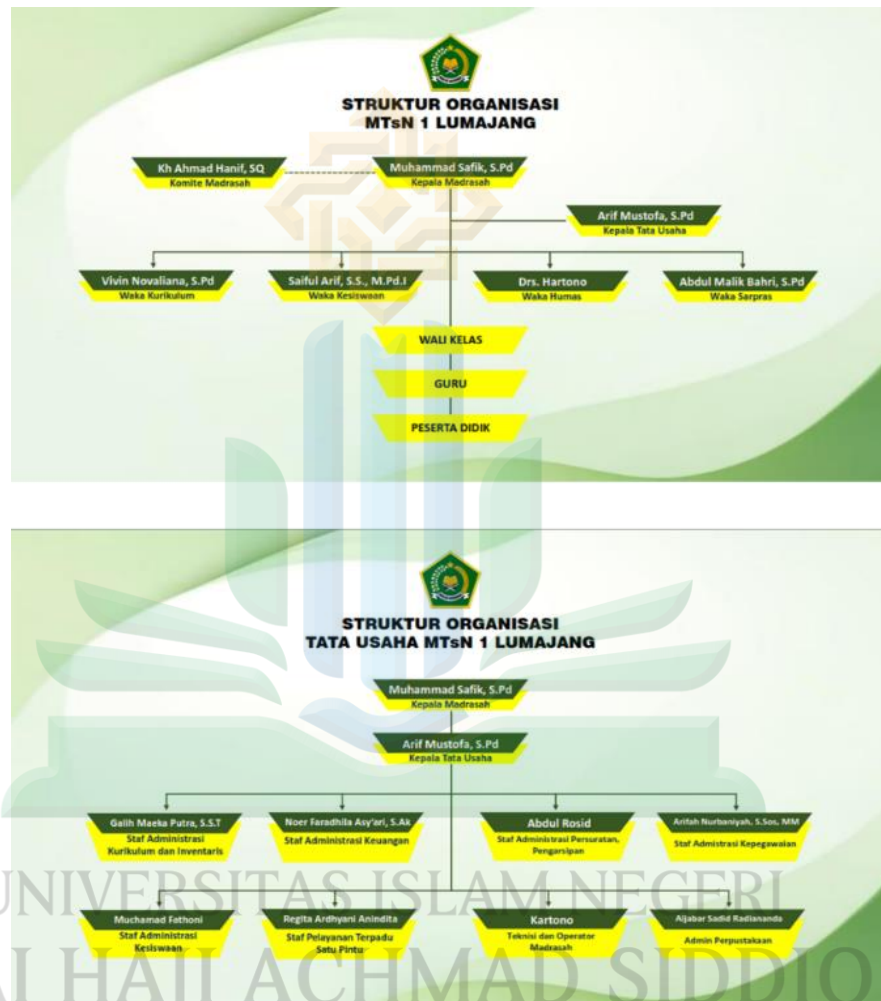 STRUKTUR ORGANISASI
MTsN 1 LUMAJANG
Kh Ahmad Hanif, SQ
Komite Madrasah
Muhammad Safik, S.Pd
Kepala Madrasah
Arif Mustofa, S.Pd
Kepala Tata Usaha
Vivin Novaliana, S.Pd
Waka Kurikulum
Saiful Arif, S.S., M.Pd.I
Waka Kesiswaan
Drs. Hartono
Waka Humas
Abdul Malik Bahri, S.Pd
Waka Sarpras
WALI KELAS
GURU
PESERTA DIDIK
STRUKTUR ORGANISASI
TATA USAHA MTsN 1 LUMAJANG
Muhammad Safik, S.Pd
Kepala Madrasah
Arif Mustofa, S.Pd
Kepala Tata Usaha
Galih Maeka Putra, S.S.T
Staf Administrasi
Kurikulum dan Inventaris
Noer Faradhila Asy'ari, S.Ak
Staf Administrasi Keuangan
Abdul Rosid
Staf Administrasi Persuratan,
Pengarsipan
Arifah Nurbaniyah, S.Sos, MM
Staf Admistrasi Kepegawaian
Muchamad Fathoni
Staf Administrasi
Kesiswaan
Regita Ardhyani Anindita
Staf Pelayanan Terpadu
Satu Pintu
Kartono
Teknisi dan Operator
Madrasah
Aljabar Sadid Radiananda
Admin Perpustakaan
UNIVERSITAS ISLAM NEGERI
AI HAJI ACHMAD SIDDIQ